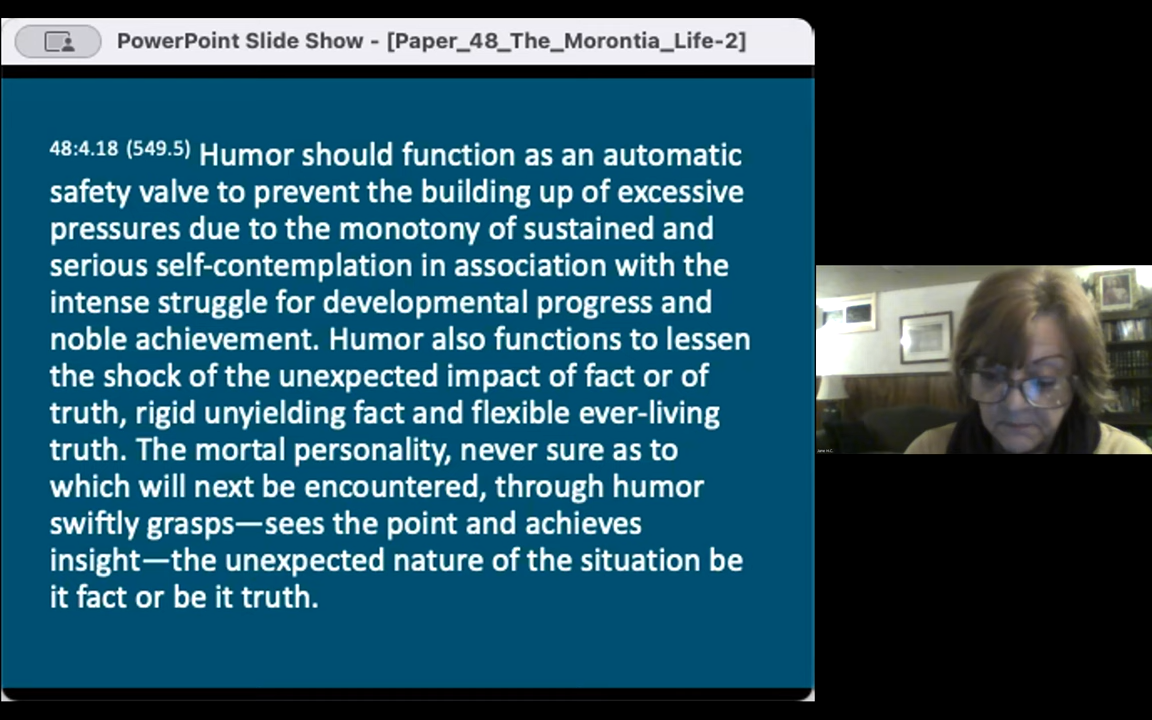 PowerPoint Slide Show - [Paper_48_The_Morontia_Life-2]
48:4.18 (549.5) Humor should function as an automatic
safety valve to prevent the building up of excessive
pressures due to the monotony of sustained and
serious self-contemplation in association with the
intense struggle for developmental progress and
noble achievement. Humor also functions to lessen
the shock of the unexpected impact of fact or of
truth, rigid unyielding fact and flexible ever-living
truth. The mortal personality, never sure as to
which will next be encountered, through humor
swiftly grasps—sees the point and achieves
insight—the unexpected nature of the situation be
it fact or be it truth.